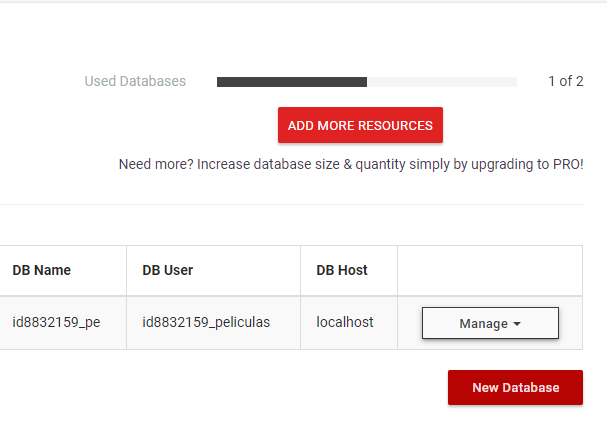 Used Databases 1 of 2
ADD MORE RESOURCES
Need more? Increase database size & quantity simply by upgrading to PRO!
DB Name DB User DB Host
id8832159_pe id8832159_peliculas localhost Manage
New Database